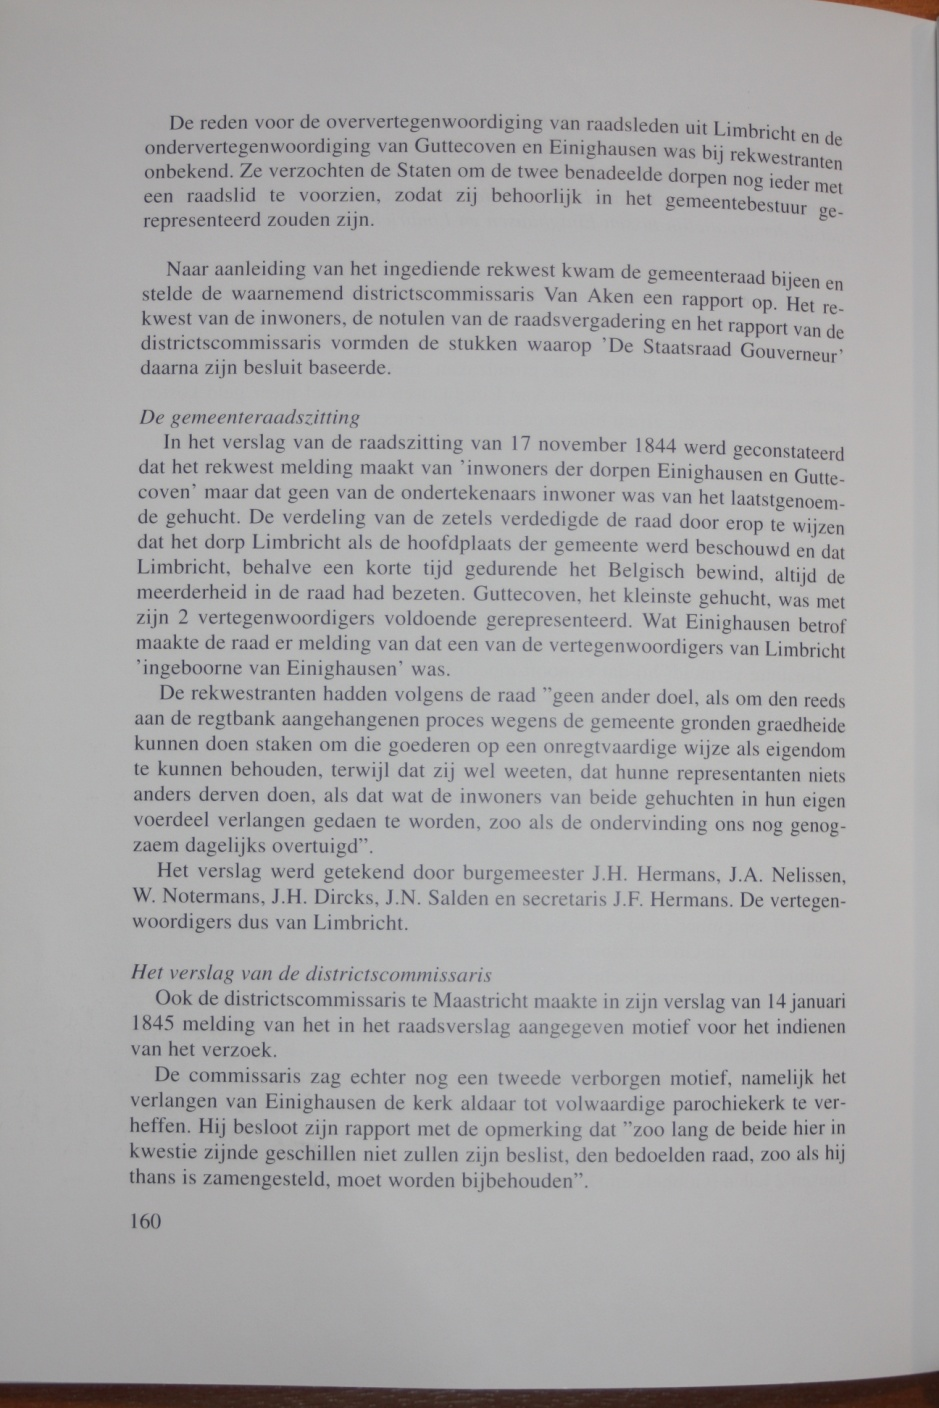 De reden voor de oververtegenwoordiging van raadsleden uit Limbricht en de
ondervertegenwoordiging van Guttecoven en Einighausen was bij rekwestranten
onbekend. Ze verzochten de Staten om de twee benadeelde dorpen nog ieder met
een raadslid te voorzien, zodat zij behoorlijk in het gemeentebestuur ge-
representeerd zouden zijn.
Naar aanleiding van het ingediende rekwest kwam de gemeenteraad bijeen en
stelde de waarnemend districtscommissaris Van Aken een rapport op. Het re-
kwest van de inwoners, de notulen van de raadsvergadering en het rapport van de
districtscommissaris vormden de stukken waarop 'De Staatsraad Gouverneur'
daarna zijn besluit baseerde.
De gemeenteraadszitting
In het verslag van de raadszitting van 17 november 1844 werd geconstateerd
dat het rekwest melding maakt van 'inwoners der dorpen Einighausen en Gutte-
coven' maar dat geen van de ondertekenaars inwoner was van het laatstgenoem-
de gehucht. De verdeling van de zetels verdedigde de raad door erop te wijzen
dat het dorp Limbricht als de hoofdplaats der gemeente werd beschouwd en dat
Limbricht, behalve een korte tijd gedurende het Belgisch bewind, altijd de
meerderheid in de raad had bezeten. Guttecoven, het kleinste gehucht, was met
zijn 2 vertegenwoordigers voldoende gerepresenteerd. Wat Einighausen betrof
maakte de raad er melding van dat een van de vertegenwoordigers van Limbricht
'ingeboorne van Einighausen' was.
De rekwestranten hadden volgens de raad ”geen ander doel, als om den reeds
aan de regtbank aangehangenen proces wegens de gemeente gronden graedheide
kunnen doen staken om die goederen op een onregtvaardige wijze als eigendom
te kunnen behouden, terwijl dat zij wel weeten, dat hunne representanten niets
anders derven doen, als dat wat de inwoners van beide gehuchten in hun eigen
voerdeel verlangen gedaen te worden, zoo als de ondervinding ons nog genog-
zaem dagelijks overtuigd”.
Het verslag werd getekend door burgemeester J.H. Hermans, J.A. Nelissen,
W. Notermans, J.H. Dircks, J.N. Salden en secretaris J.F. Hermans. De vertegen-
woordigers dus van Limbricht.
Het verslag van de districtscommissaris
Ook de districtscommissaris te Maastricht maakte in zijn verslag van 14 januari
1845 melding van het in het raadsverslag aangegeven motief voor het indienen
van het verzoek.
De commissaris zag echter nog een tweede verborgen motief, namelijk het
verlangen van Einighausen de kerk aldaar tot volwaardige parochiekerk te ver-
heffen. Hij besloot zijn rapport met de opmerking dat ”zoo lang de beide hier in
kwestie zijnde geschillen niet zullen zijn beslist, den bedoelden raad, zoo als hij
thans is zamengesteld, moet worden bijbehouden”.
160